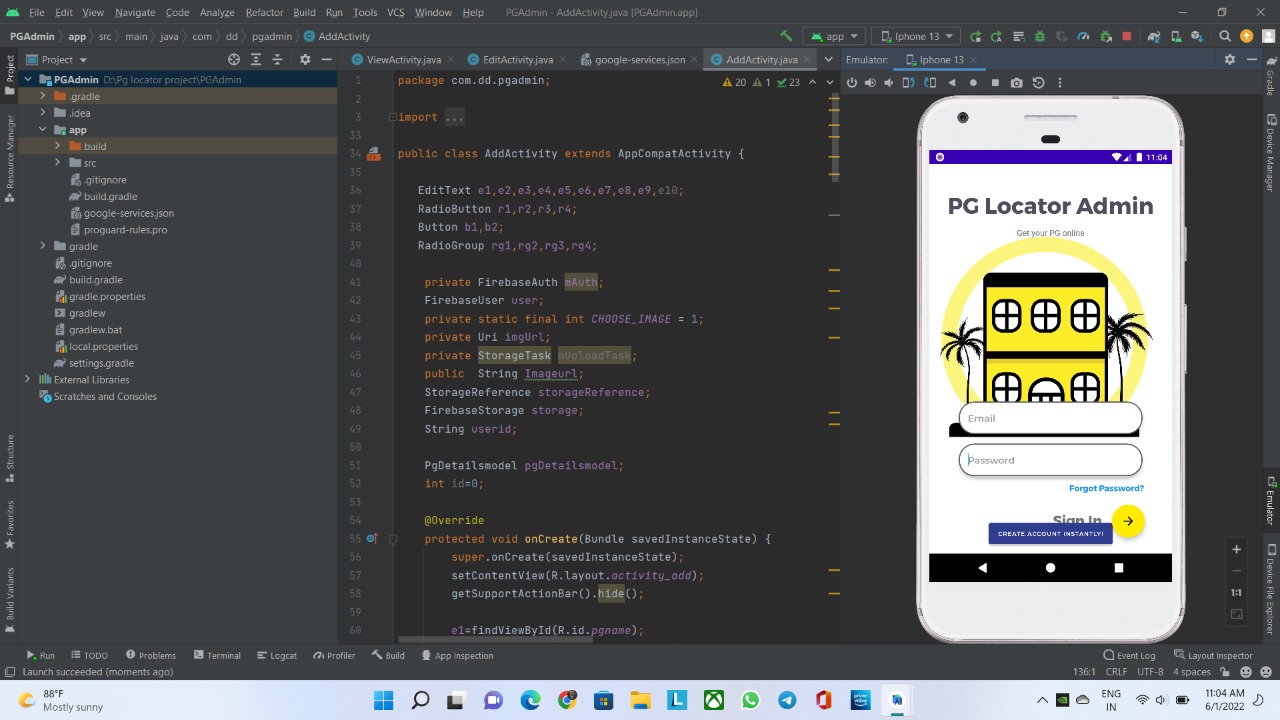 File Edit View Navigate Code Analyze Refactor Build Run Tools VCS Window Help PGAdmin - AddActivity.java [PGAdmin.app]
PGAdmin app src main java com dd pgadmin AddActivity
app Iphone 13
Project
ViewActivity.java EditActivity.java google-services.json AddActivity.java
Emulator: Iphone 13
PGAdmin D:\Pg locator project\PGAdmin
.gradle
.idea
app
build
src
.gitignore
build.gradle
google-services.json
proguard-rules.pro
gradle
.gitignore
build.gradle
gradle.properties
gradlew
gradlew.bat
local.properties
settings.gradle
External Libraries
Scratches and Consoles
Project
Resource Manager
Structure
Favorites
Build Variants
20 1 23
1 package com.dd.pgadmin;
2
3 import ...
33
34 public class AddActivity extends AppCompatActivity {
35
36 EditText e1,e2,e3,e4,e5,e6,e7,e8,e9,e10;
37 RadioButton r1,r2,r3,r4;
38 Button b1,b2;
39 RadioGroup rg1,rg2,rg3,rg4;
40
41 private FirebaseAuth mAuth;
42 FirebaseUser user;
43 private static final int CHOOSE_IMAGE = 1;
44 private Uri imgUrl;
45 private StorageTask mUploadTask;
46 public String Imageurl;
47 StorageReference storageReference;
48 FirebaseStorage storage;
49 String userid;
50
51 PgDetailsmodel pgDetailsmodel;
52 int id=0;
53
54 @Override
55 protected void onCreate(Bundle savedInstanceState) {
56 super.onCreate(savedInstanceState);
57 setContentView(R.layout.activity_add);
58 getSupportActionBar().hide();
59
60 e1=findViewById(R.id.pgname);
11:04
PG Locator Admin
Get your PG online
Email
Password
Forgot Password?
Sign In
CREATE ACCOUNT INSTANTLY!
1:1
Gradle
Device Manager
Emulator
Device File Explorer
Run TODO Problems Terminal Logcat Profiler Build App Inspection Event Log Layout Inspector
Launch succeeded (moments ago) 136:1 CRLF UTF-8 4 spaces
88°F
Mostly sunny
L
prime video
ENG
IN
11:04 AM
6/1/2022